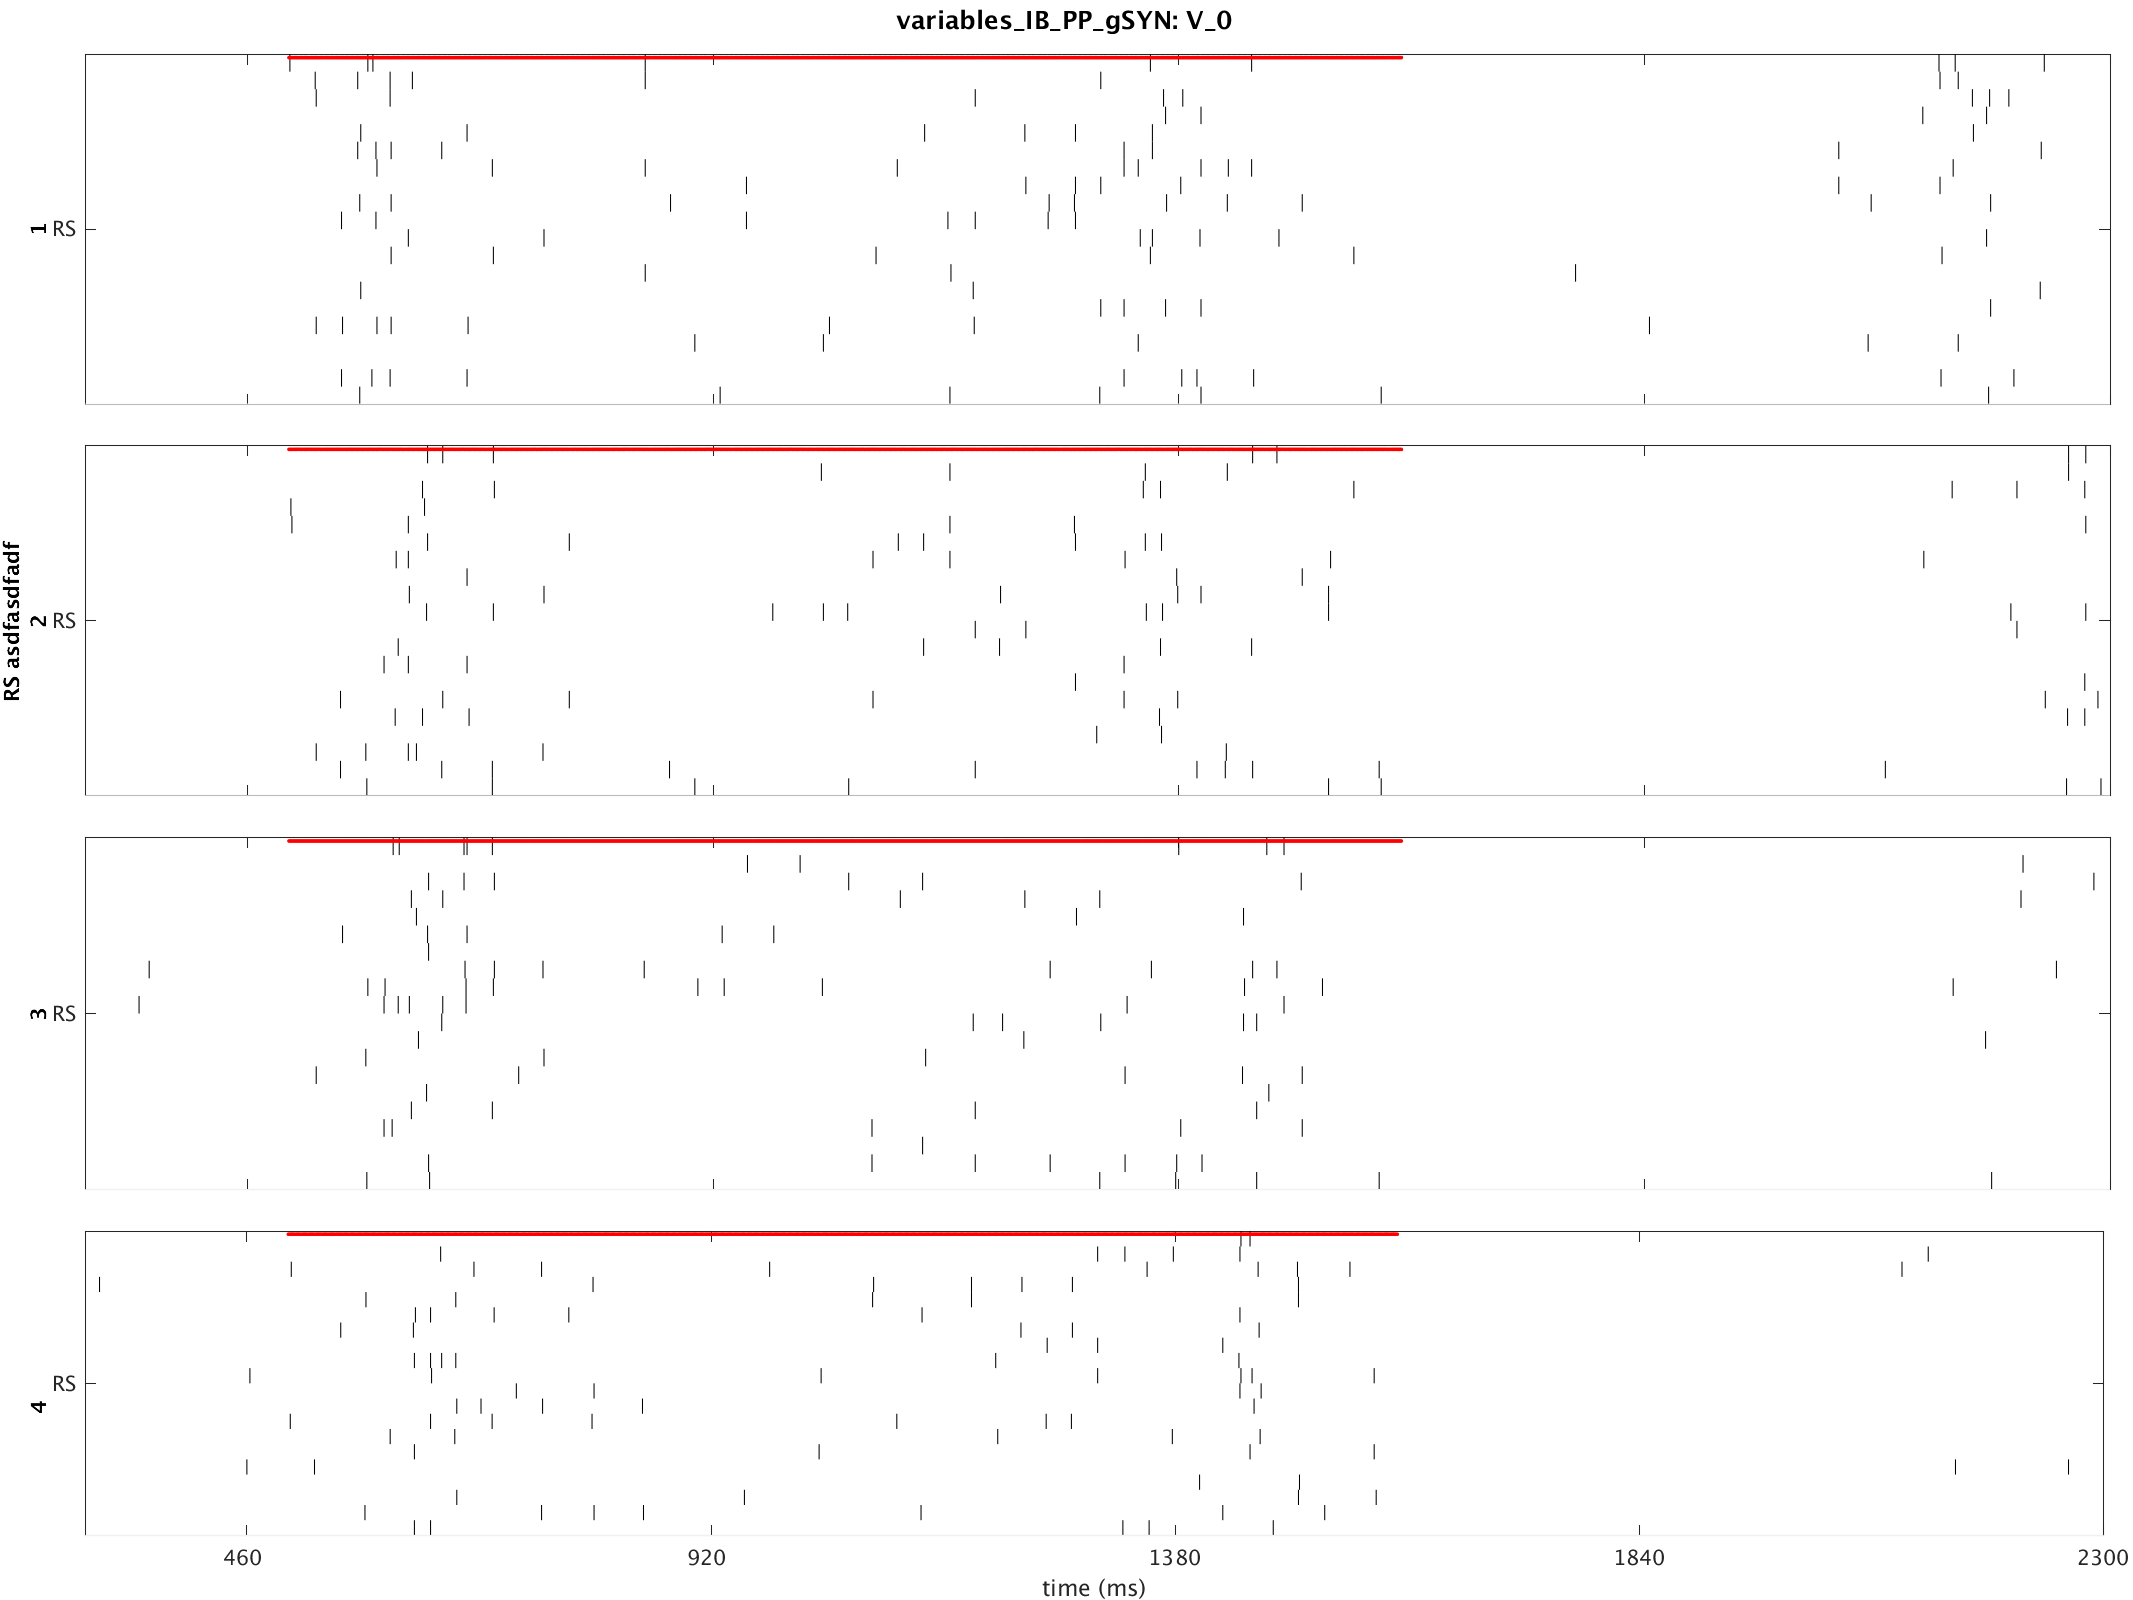 variables_IB_PP_gSYN: V_0
1 RS
RS asdfasdfadf
2 RS
3 RS
4 RS
460 920 1380 1840 2300
time (ms)